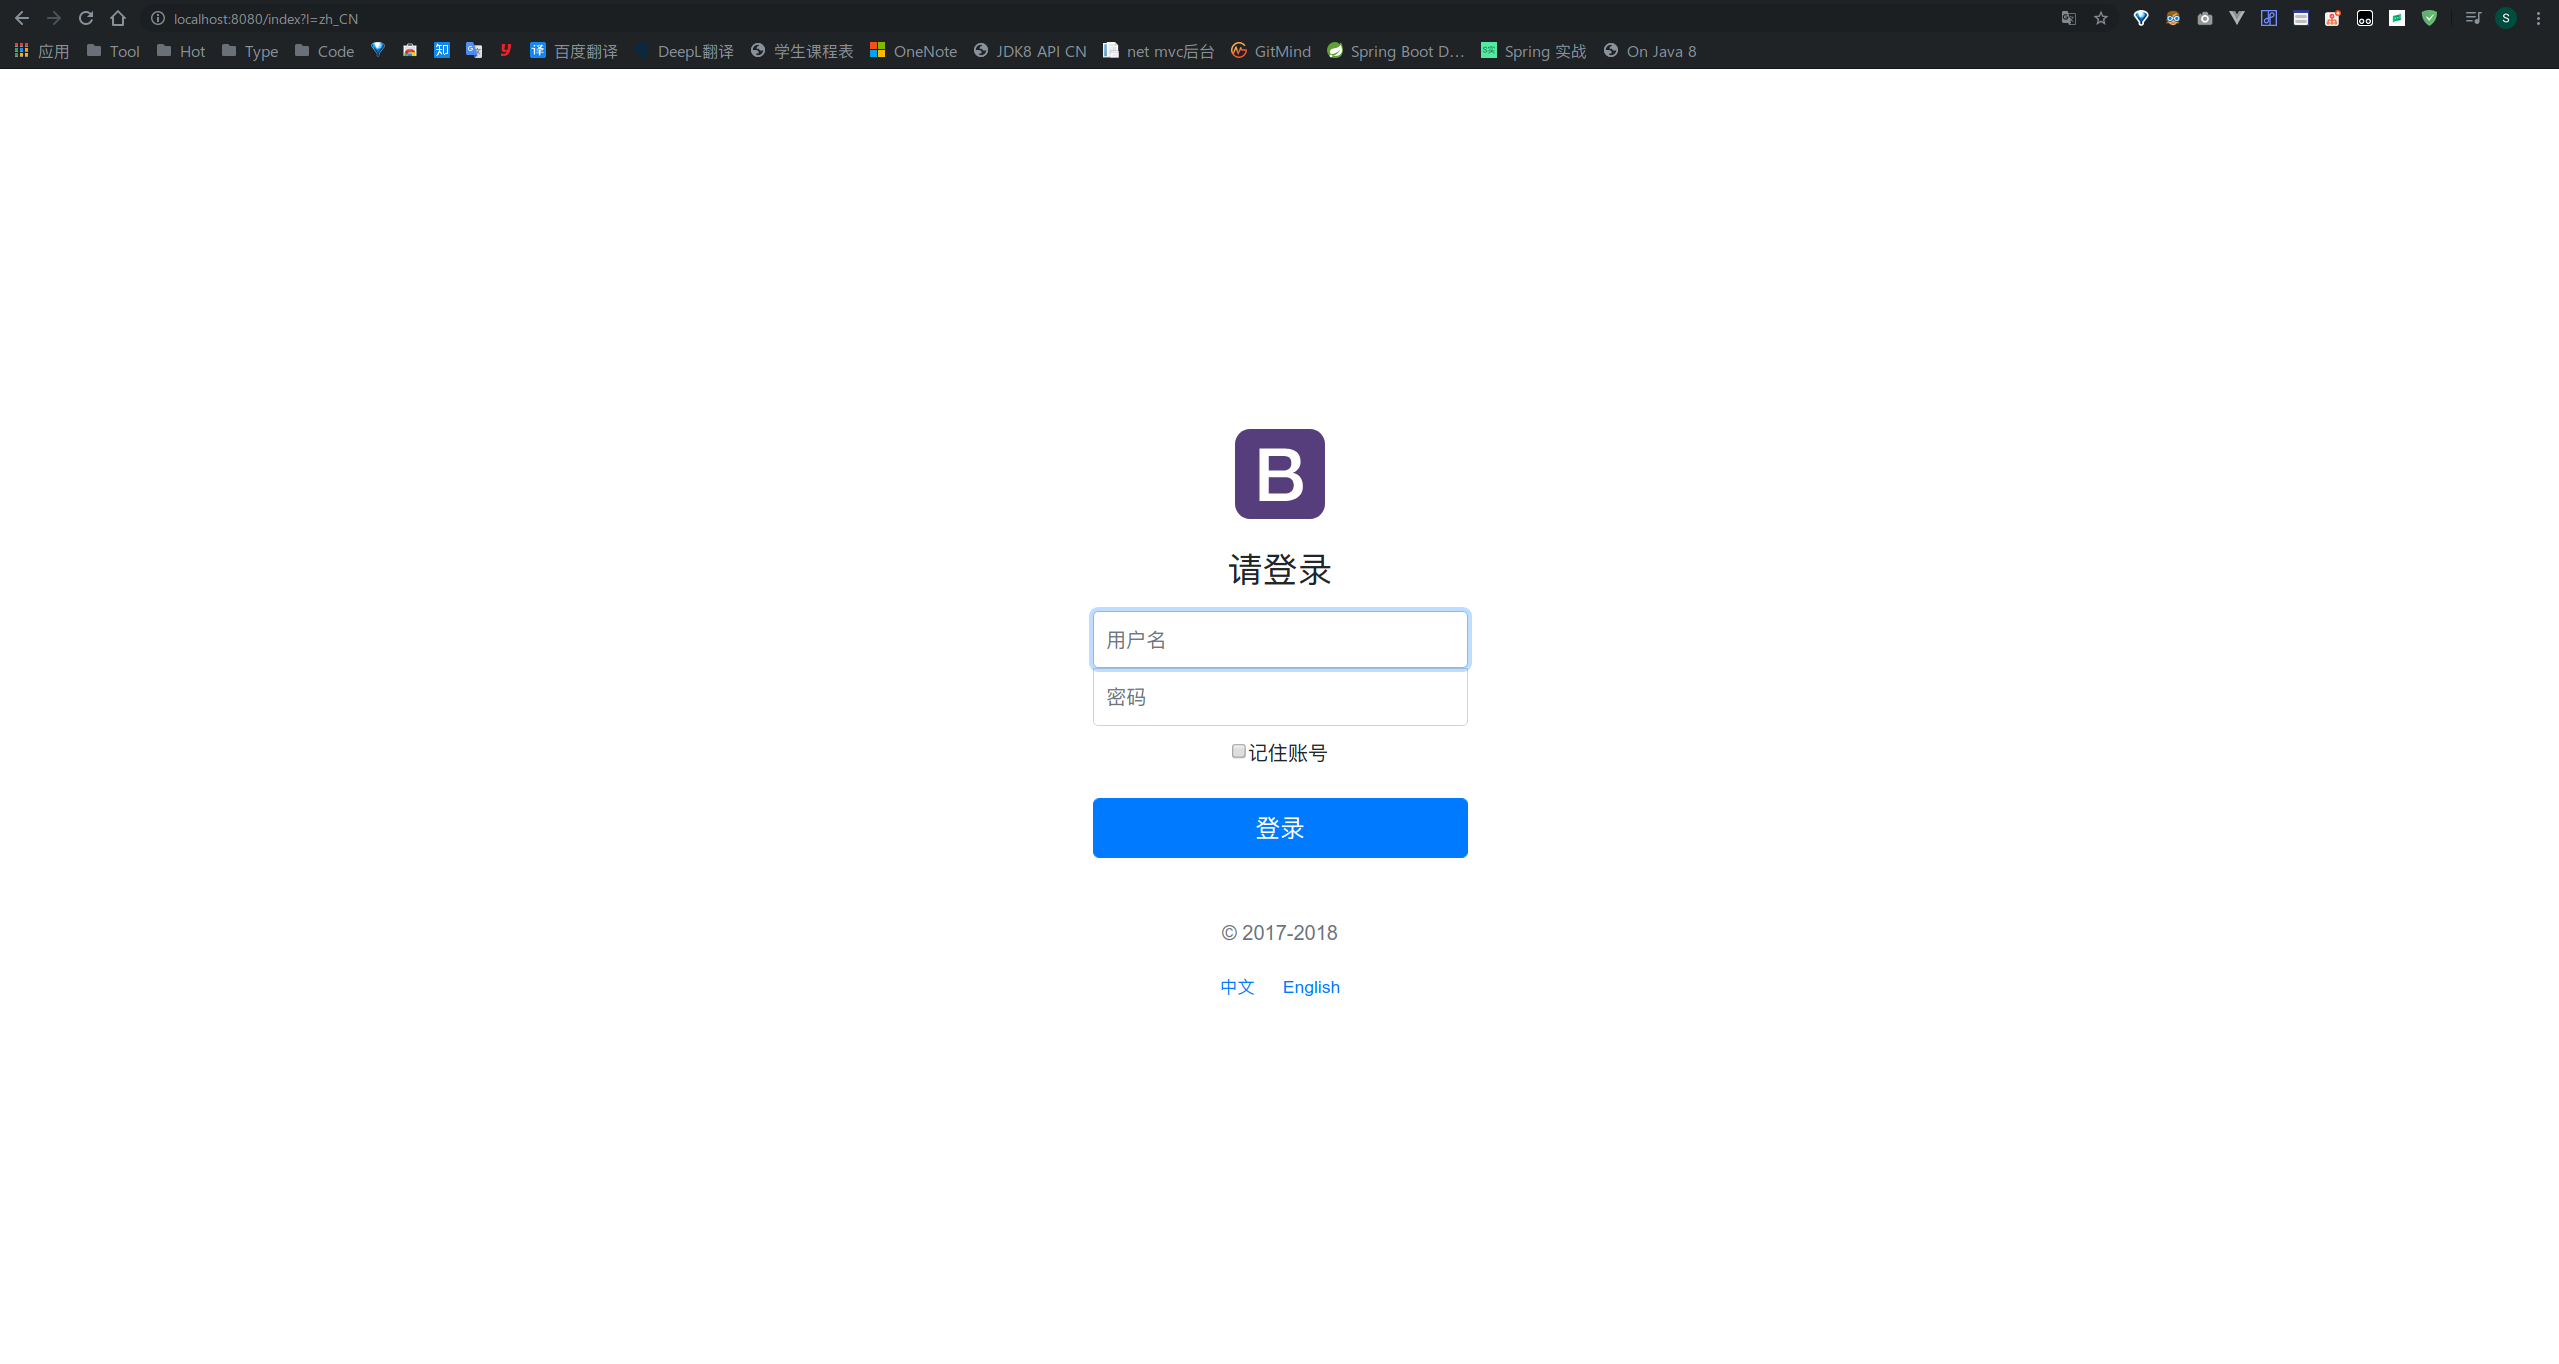 localhost:8080/index?l=zh_CN
应用 Tool Hot Type Code 知 y 译 百度翻译 DeepL翻译 学生课程表 OneNote JDK8 API CN net mvc后台 GitMind Spring Boot D... S实 Spring 实战 On Java 8
S
B
请登录
用户名
密码
记住账号
登录
© 2017-2018
中文 English